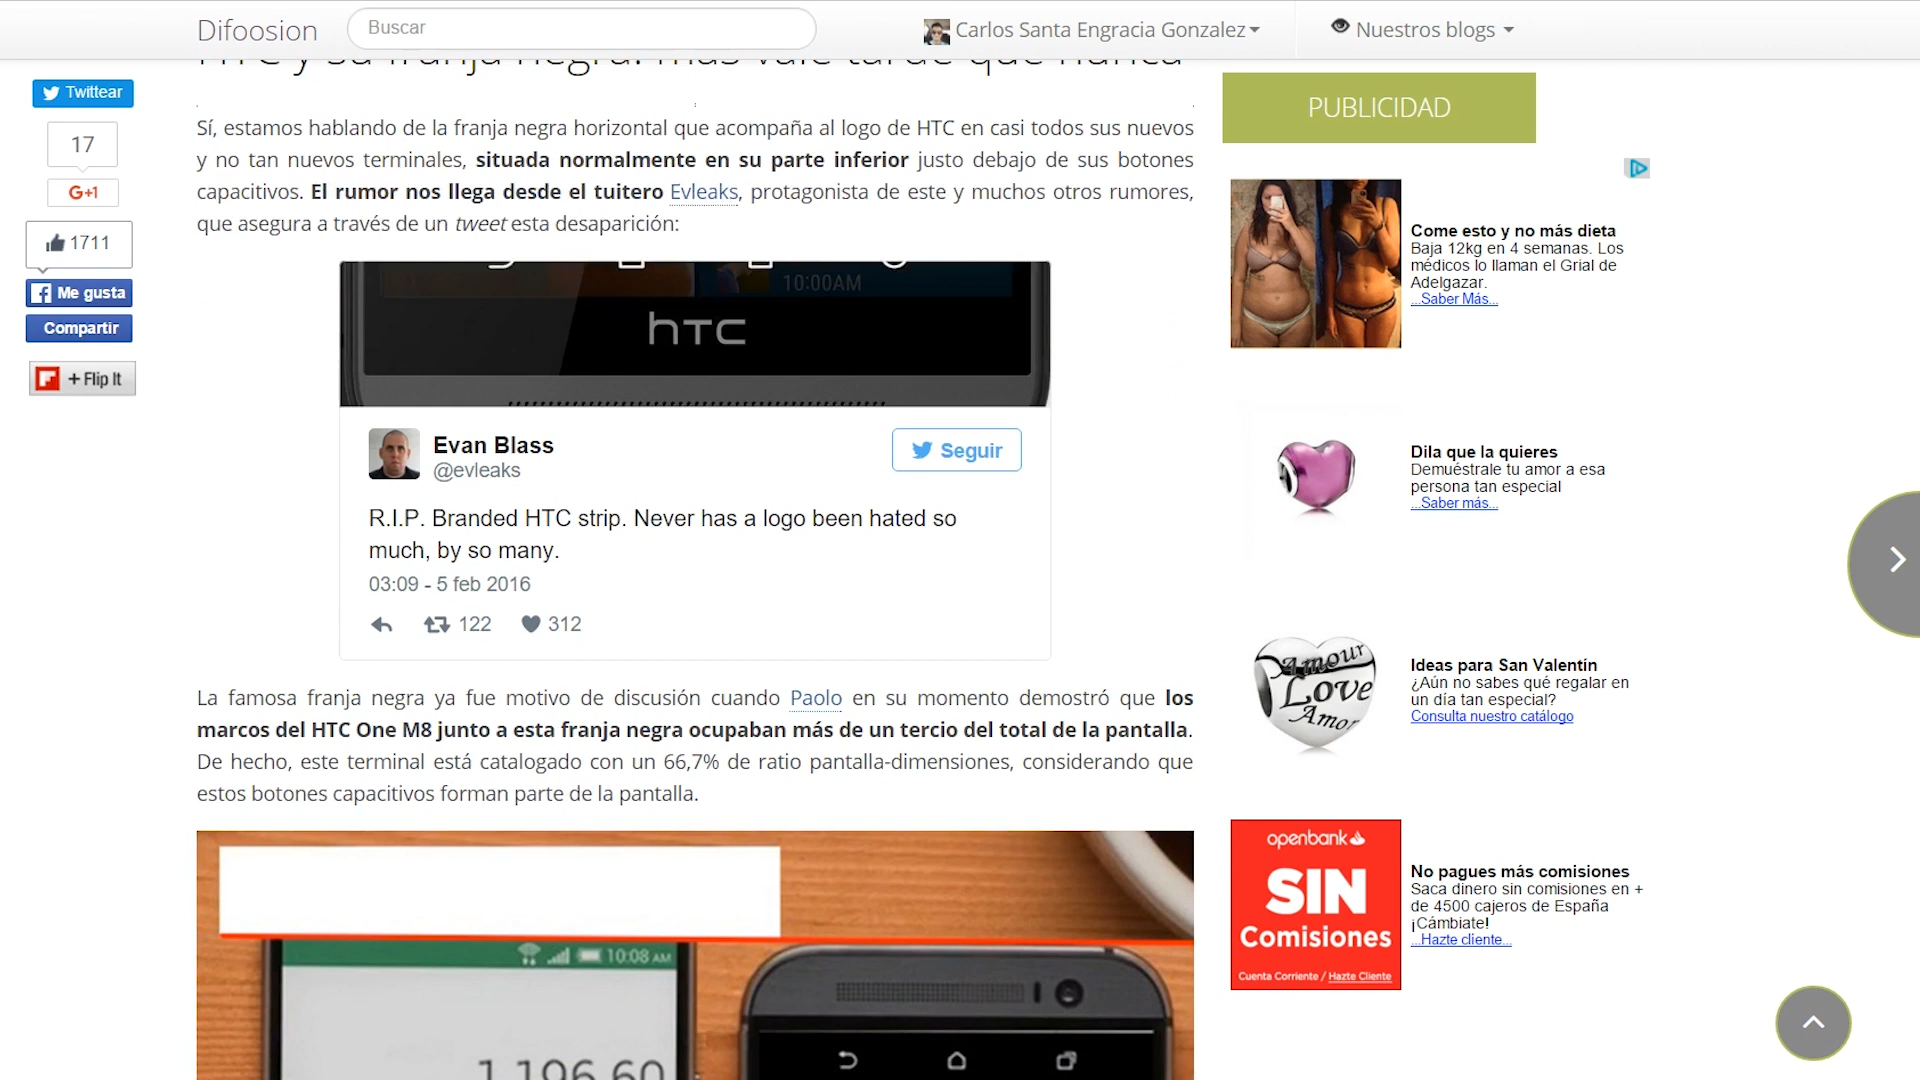 Difoosion
Buscar
Carlos Santa Engracia Gonzalez
Nuestros blogs
HTC y su franja negra: más vale tarde que nunca
Twittear
17
G+1
1711
Me gusta
Compartir
+ Flip It
Sí, estamos hablando de la franja negra horizontal que acompaña al logo de HTC en casi todos sus nuevos
y no tan nuevos terminales, situada normalmente en su parte inferior justo debajo de sus botones
capacitivos. El rumor nos llega desde el tuitero Evleaks, protagonista de este y muchos otros rumores,
que asegura a través de un tweet esta desaparición:
10:00AM
hTC
Evan Blass
@evleaks
Seguir
R.I.P. Branded HTC strip. Never has a logo been hated so
much, by so many.
03:09 - 5 feb 2016
122
312
La famosa franja negra ya fue motivo de discusión cuando Paolo en su momento demostró que los
marcos del HTC One M8 junto a esta franja negra ocupaban más de un tercio del total de la pantalla.
De hecho, este terminal está catalogado con un 66,7% de ratio pantalla-dimensiones, considerando que
estos botones capacitivos forman parte de la pantalla.
10:08 AM
1,196.60
PUBLICIDAD
Come esto y no más dieta
Baja 12kg en 4 semanas. Los
médicos lo llaman el Grial de
Adelgazar.
...Saber Más...
Dila que la quieres
Demuéstrale tu amor a esa
persona tan especial
...Saber más...
Amour
Love
Amor
Ideas para San Valentín
¿Aún no sabes qué regalar en
un día tan especial?
Consulta nuestro catálogo
openbank
SIN
Comisiones
Cuenta Corriente / Hazte Cliente
No pagues más comisiones
Saca dinero sin comisiones en +
de 4500 cajeros de España
¡Cámbiate!
...Hazte cliente...